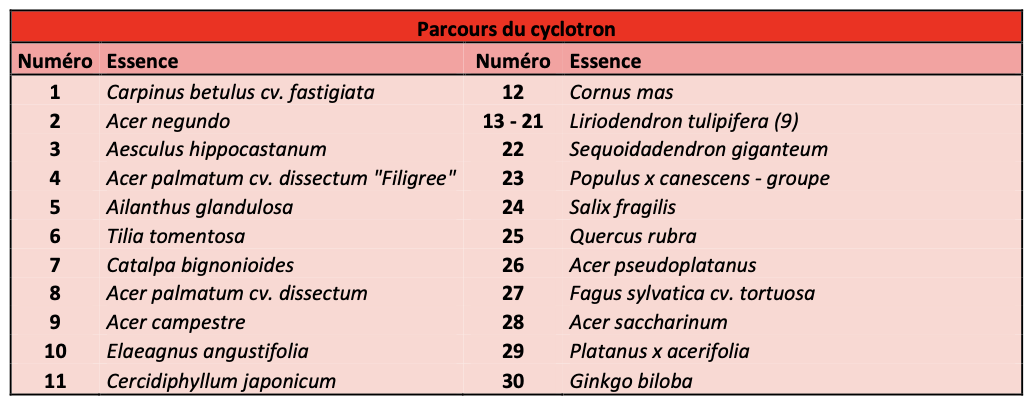 Parcours du cyclotron
Numéro Essence Numéro Essence
1 Carpinus betulus cv. fastigiata 12 Cornus mas
2 Acer negundo 13 - 21 Liriodendron tulipifera (9)
3 Aesculus hippocastanum 22 Sequoidadendron giganteum
4 Acer palmatum cv. dissectum "Filigree" 23 Populus x canescens - groupe
5 Ailanthus glandulosa 24 Salix fragilis
6 Tilia tomentosa 25 Quercus rubra
7 Catalpa bignonioides 26 Acer pseudoplatanus
8 Acer palmatum cv. dissectum 27 Fagus sylvatica cv. tortuosa
9 Acer campestre 28 Acer saccharinum
10 Elaeagnus angustifolia 29 Platanus x acerifolia
11 Cercidiphyllum japonicum 30 Ginkgo biloba